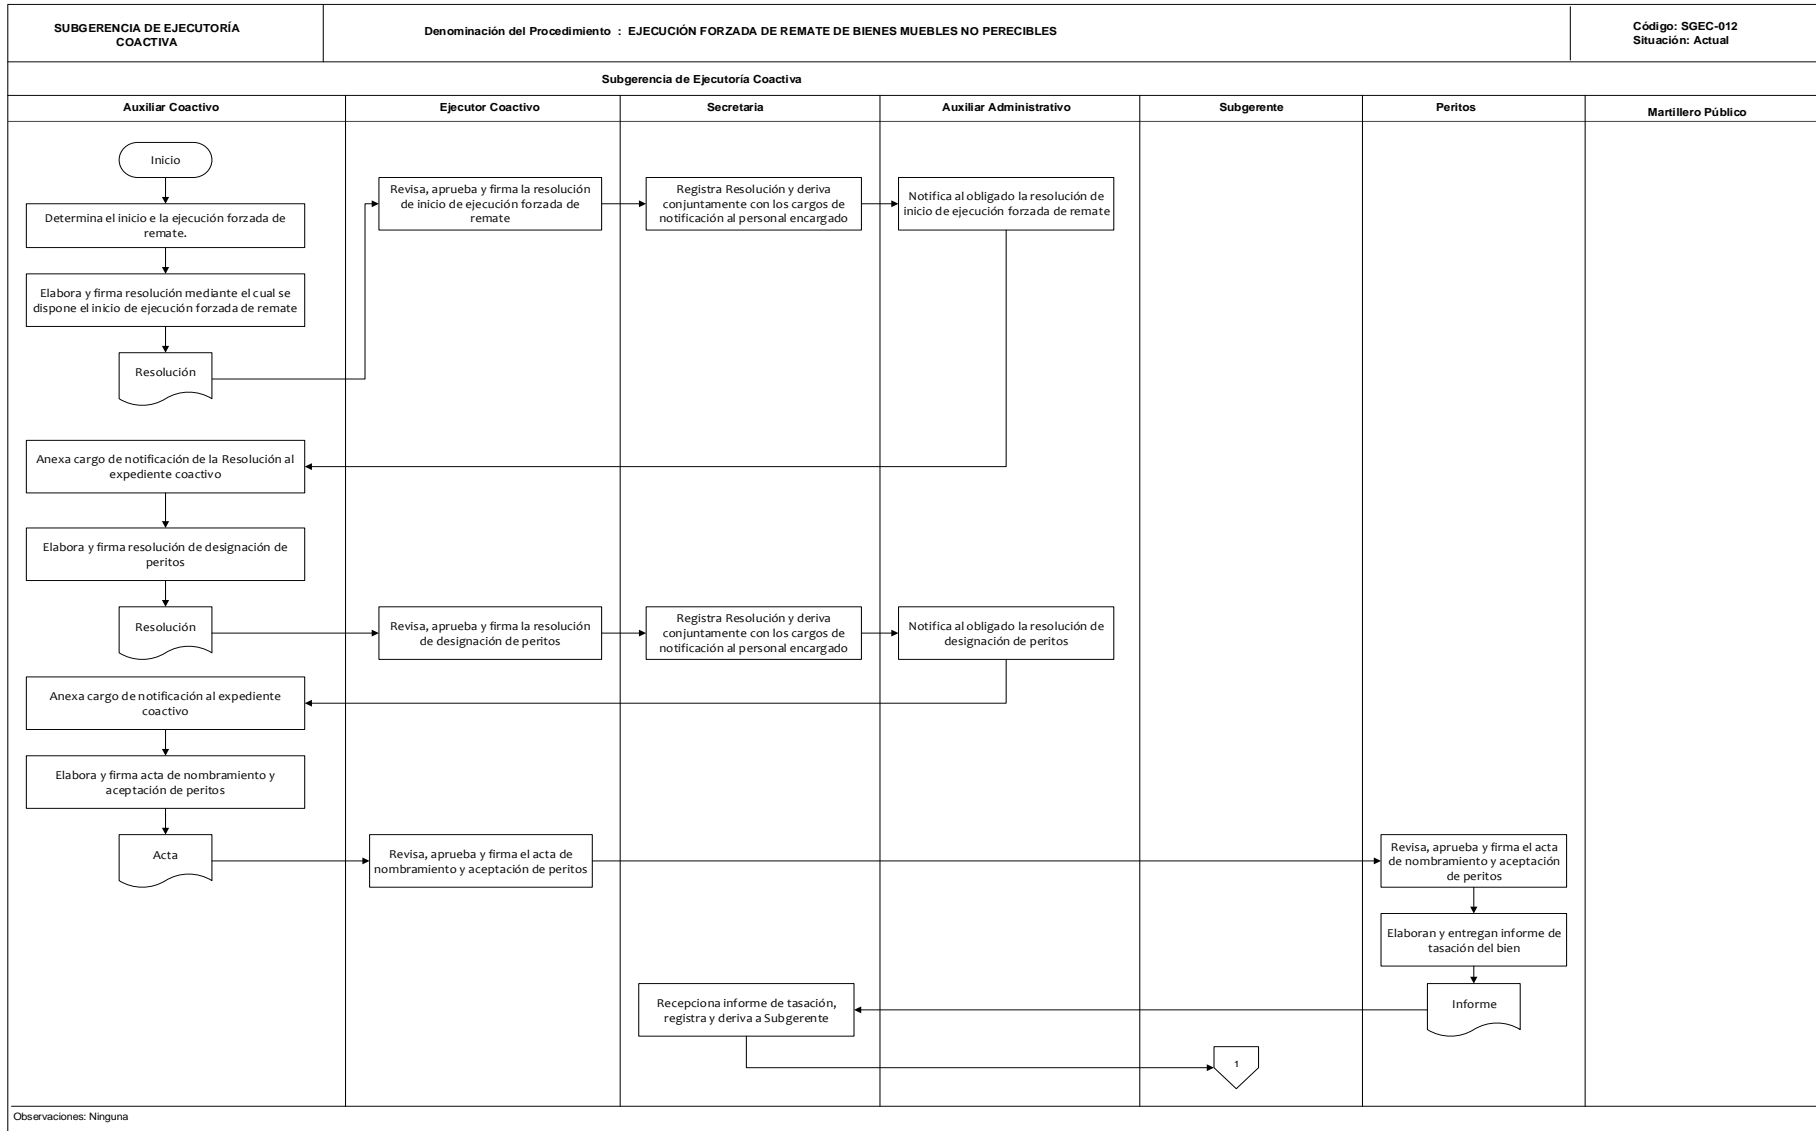 SUBGERENCIA DE EJECUTORÍA
COACTIVA
Denominación del Procedimiento : EJECUCIÓN FORZADA DE REMATE DE BIENES MUEBLES NO PERECIBLES
Código: SGEC-012
Situación: Actual
Subgerencia de Ejecutoría Coactiva
Auxiliar Coactivo
Ejecutor Coactivo
Secretaria
Auxiliar Administrativo
Subgerente
Peritos
Martillero Público
Inicio
Determina el inicio e la ejecución forzada de
remate.
Elabora y firma resolución mediante el cual se
dispone el inicio de ejecución forzada de remate
Resolución
Revisa, aprueba y firma la resolución
de inicio de ejecución forzada de
remate
Registra Resolución y deriva
conjuntamente con los cargos de
notificación al personal encargado
Notifica al obligado la resolución de
inicio de ejecución forzada de remate
Anexa cargo de notificación de la Resolución al
expediente coactivo
Elabora y firma resolución de designación de
peritos
Resolución
Revisa, aprueba y firma la resolución
de designación de peritos
Registra Resolución y deriva
conjuntamente con los cargos de
notificación al personal encargado
Notifica al obligado la resolución de
designación de peritos
Anexa cargo de notificación al expediente
coactivo
Elabora y firma acta de nombramiento y
aceptación de peritos
Acta
Revisa, aprueba y firma el acta de
nombramiento y aceptación de peritos
Revisa, aprueba y firma el acta
de nombramiento y aceptación
de peritos
Elaboran y entregan informe de
tasación del bien
Informe
Recepciona informe de tasación,
registra y deriva a Subgerente
1
Observaciones: Ninguna